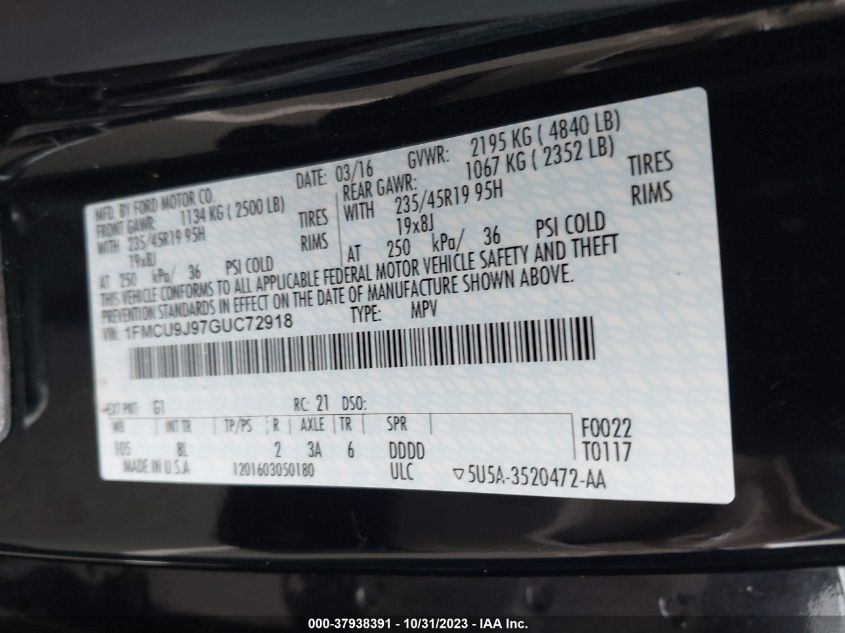 MFD. BY FORD MOTOR CO.
DATE: 03/16 GVWR: 2195 KG ( 4840 LB)
FRONT GAWR: 1134 KG ( 2500 LB)
REAR GAWR: 1067 KG ( 2352 LB)
WITH 235/45R19 95H TIRES
WITH 235/45R19 95H TIRES
19x8J RIMS
19x8J RIMS
AT 250 kPa/ 36 PSI COLD
AT 250 kPa/ 36 PSI COLD
THIS VEHICLE CONFORMS TO ALL APPLICABLE FEDERAL MOTOR VEHICLE SAFETY AND THEFT
PREVENTION STANDARDS IN EFFECT ON THE DATE OF MANUFACTURE SHOWN ABOVE.
VIN: 1FMCU9J97GUC72918 TYPE: MPV
EXT PNT: G1 RC: 21 DSO:
WB INT TR TP/PS R AXLE TR SPR F0022
105 8L 2 3A 6 DDDD T0117
MADE IN U.S.A 1201603050180 ULC 5U5A-3520472-AA
000-37938391 - 10/31/2023 - IAA Inc.